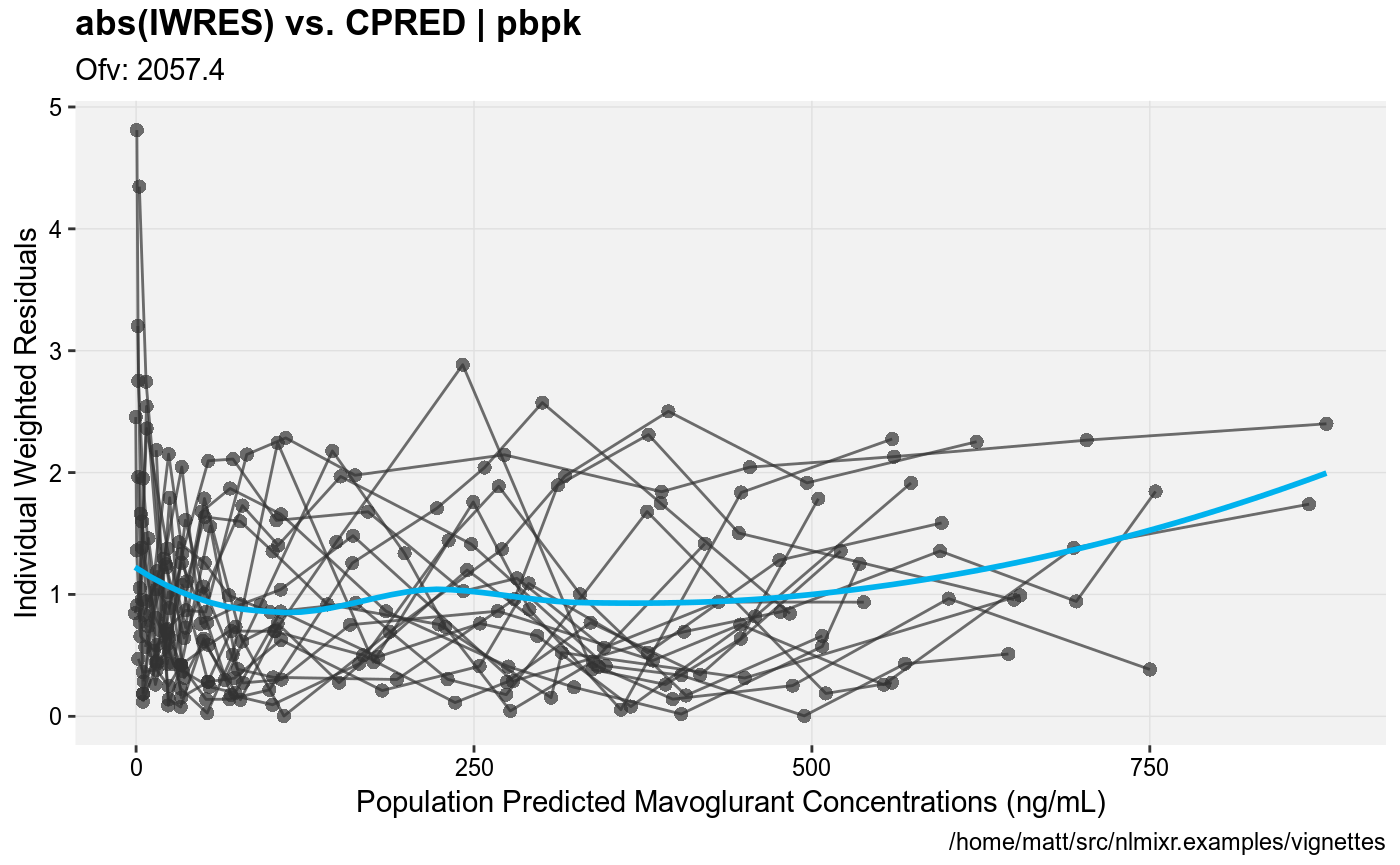 abs(IWRES) vs. CPRED | pbpk
Ofv: 2057.4
5
4
3
2
1
0
Individual Weighted Residuals
0
250
500
750
Population Predicted Mavoglurant Concentrations (ng/mL)
/home/matt/src/nlmixr.examples/vignettes